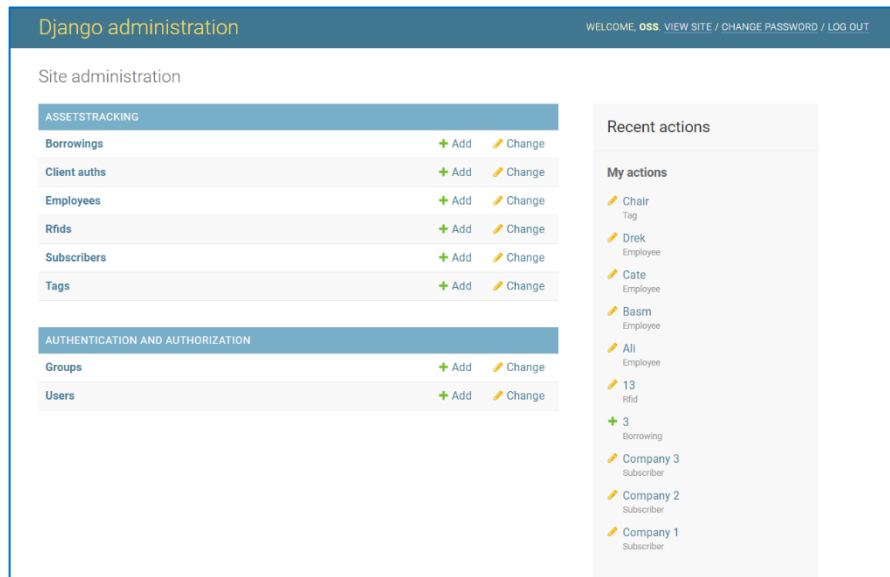 Django administration
WELCOME, OSS. VIEW SITE / CHANGE PASSWORD / LOG OUT
Site administration
ASSETSTRACKING
Borrowings Add Change
Client auths Add Change
Employees Add Change
Rfids Add Change
Subscribers Add Change
Tags Add Change
AUTHENTICATION AND AUTHORIZATION
Groups Add Change
Users Add Change
Recent actions
My actions
Chair
Tag
Drek
Employee
Cate
Employee
Basm
Employee
Ali
Employee
13
Rfid
3
Borrowing
Company 3
Subscriber
Company 2
Subscriber
Company 1
Subscriber